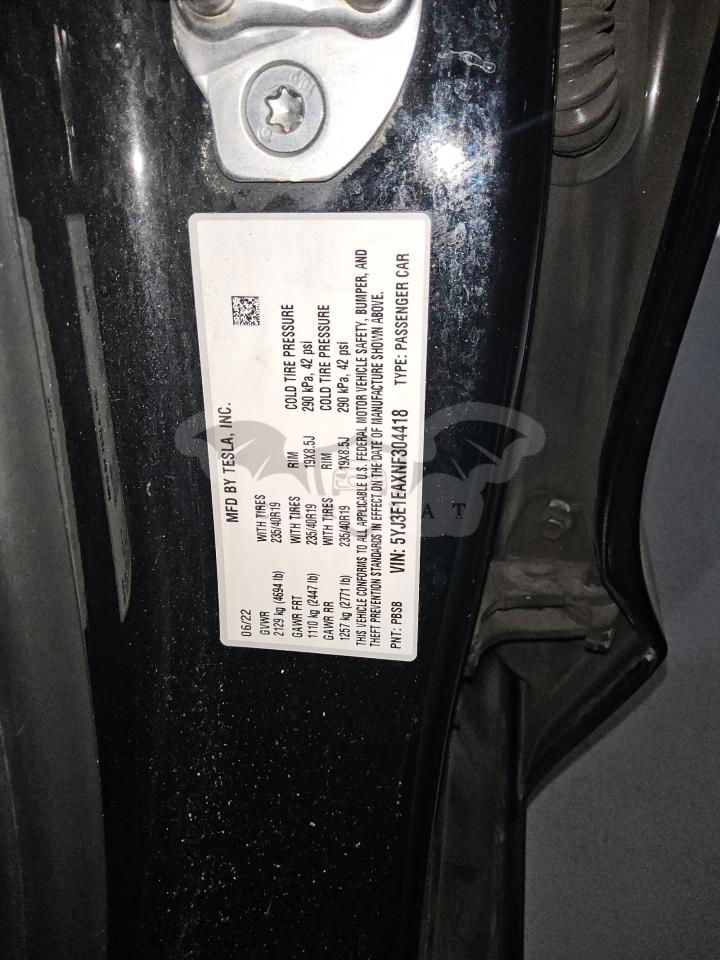 MFD BY TESLA, INC.
06/22
GVWR WITH TIRES RIM COLD TIRE PRESSURE
2129 kg (4694 lb) 235/40R19 19X8.5J 290 kPa, 42 psi
GAWR FRT WITH TIRES RIM COLD TIRE PRESSURE
1110 kg (2447 lb) 235/40R19 19X8.5J 290 kPa, 42 psi
GAWR RR WITH TIRES
1257 kg (2771 lb) 235/40R19
THIS VEHICLE CONFORMS TO ALL APPLICABLE U.S. FEDERAL MOTOR VEHICLE SAFETY, BUMPER, AND
THEFT PREVENTION STANDARDS IN EFFECT ON THE DATE OF MANUFACTURE SHOWN ABOVE.
PNT: PBSB VIN: 5YJ3E1EAXNF304418 TYPE: PASSENGER CAR